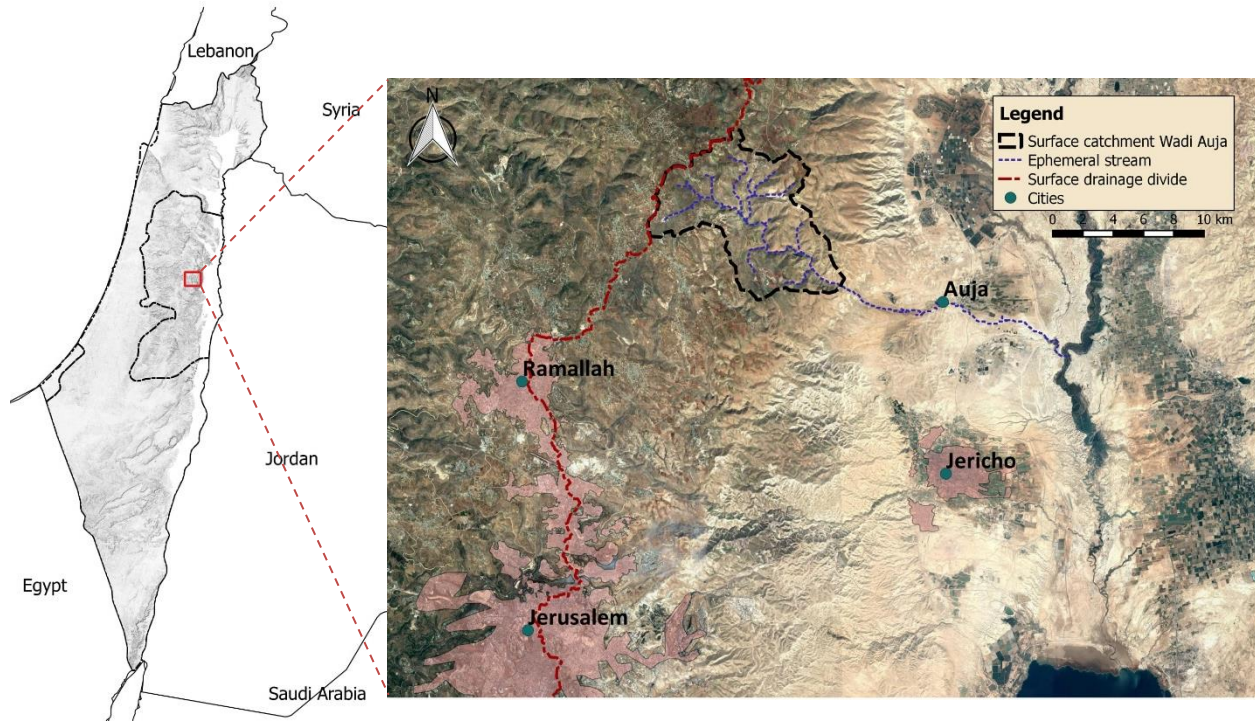 Lebanon
Syria
Jordan
Egypt
Saudi Arabia
N
Legend
Surface catchment Wadi Auja
Ephemeral stream
Surface drainage divide
Cities
0 2 4 6 8 10 km
Auja
Ramallah
Jericho
Jerusalem